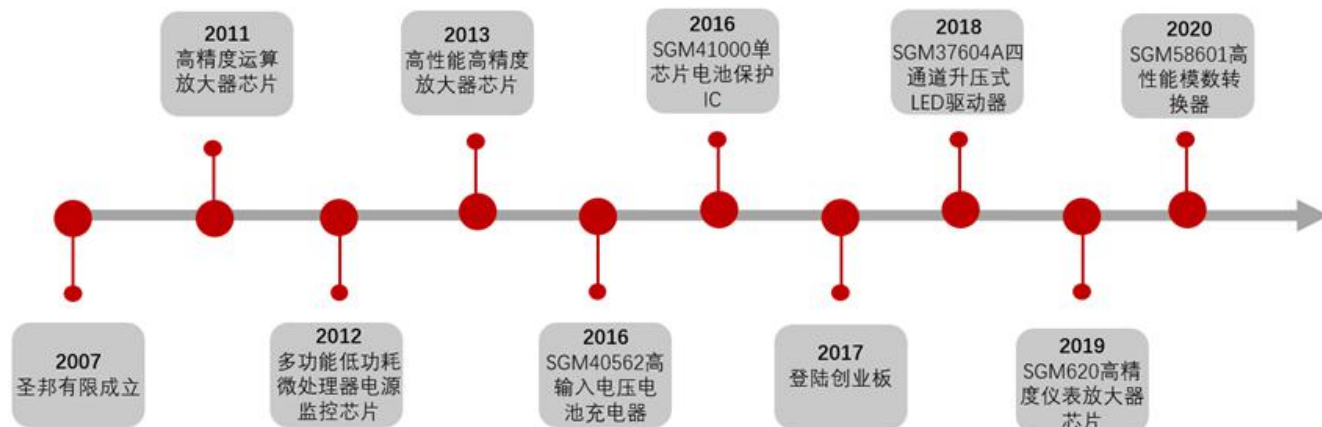 2011
高精度运算
放大器芯片
2013
高性能高精度
放大器芯片
2016
SGM41000单
芯片电池保护
IC
2018
SGM37604A四
通道升压式
LED驱动器
2020
SGM58601高
性能模数转
换器
2007
圣邦有限成立
2012
多功能低功耗
微处理器电源
监控芯片
2016
SGM40562高
输入电压电
池充电器
2017
登陆创业板
2019
SGM620高精
度仪表放大器
芯片